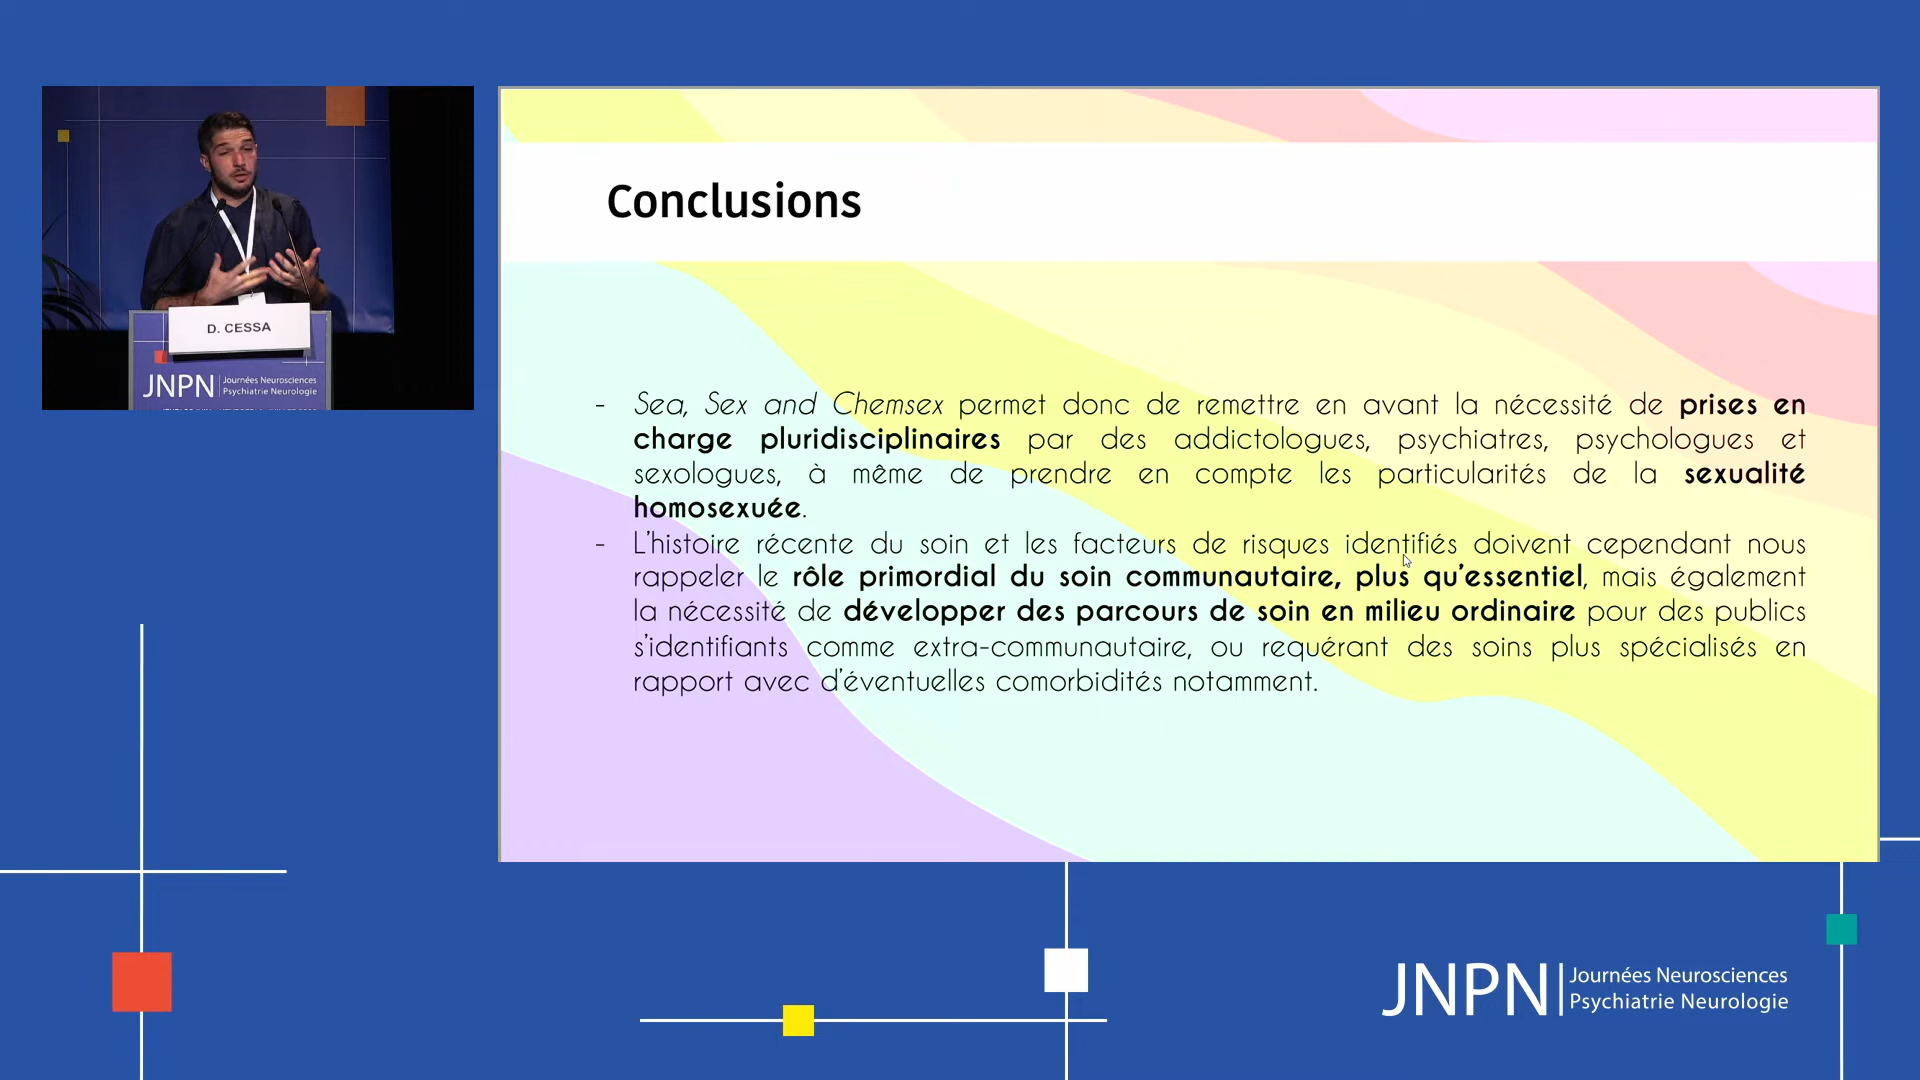 D. CESSA
JNPN Journées Neurosciences
Psychiatrie Neurologie
Conclusions
- Sea, Sex and Chemsex permet donc de remettre en avant la nécessité de prises en
charge pluridisciplinaires par des addictologues, psychiatres, psychologues et
sexologues, à même de prendre en compte les particularités de la sexualité
homosexuée.
- L'histoire récente du soin et les facteurs de risques identifiés doivent cependant nous
rappeler le rôle primordial du soin communautaire, plus qu'essentiel, mais également
la nécessité de développer des parcours de soin en milieu ordinaire pour des publics
s'identifiants comme extra-communautaire, ou requérant des soins plus spécialisés en
rapport avec d'éventuelles comorbidités notamment.
JNPN Journées Neurosciences
Psychiatrie Neurologie